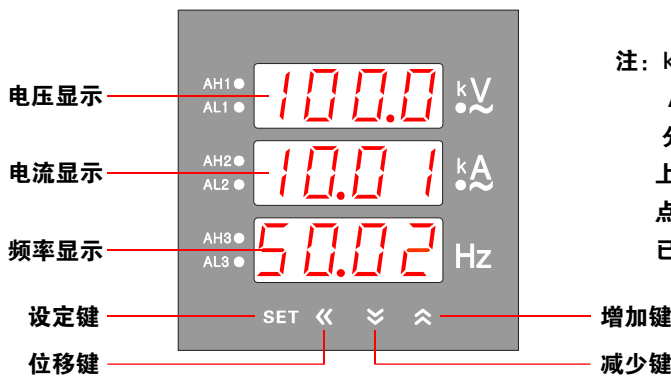 注: k
AH1
100.0
k
V
AL1
电压显示
A
AH2
10.01
k
A
AL2
电流显示
上
点
AH3
50.02
Hz
AL3
频率显示
已
设定键
SET
增加键
位移键
减少键